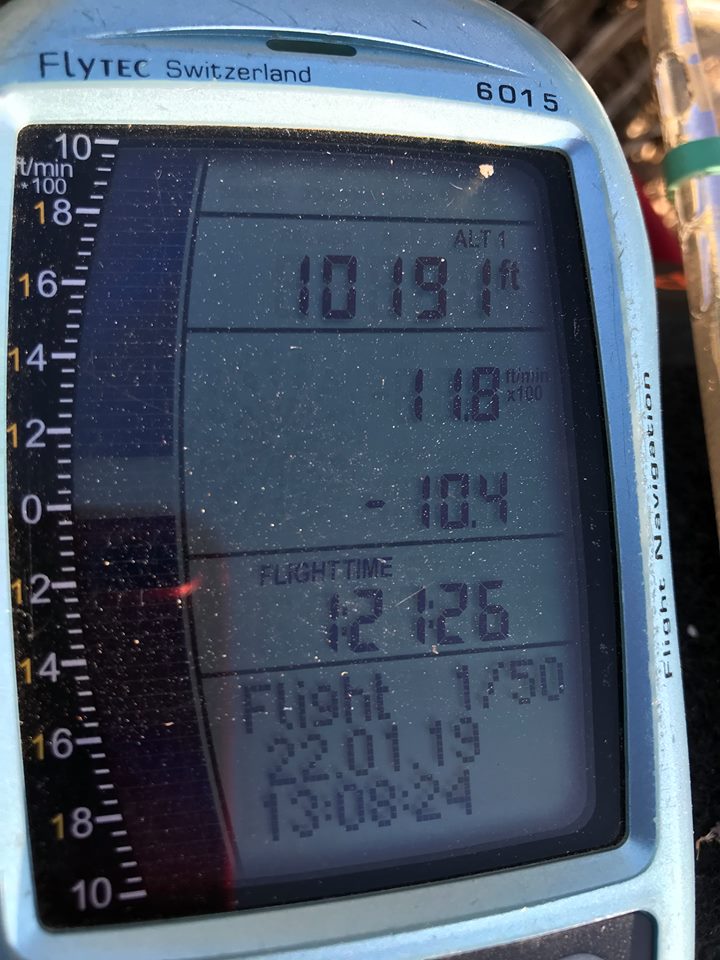 FLYTEC Switzerland
6015
10
ft/min
*100
18
16
14
12
0
12
14
16
18
10
ALT 1
10191 ft
11.8 ft/min x100
- 10.4
FLIGHT TIME
1:21:26
Flight 1/50
22.01.19
13:08:24
Flight Navigation